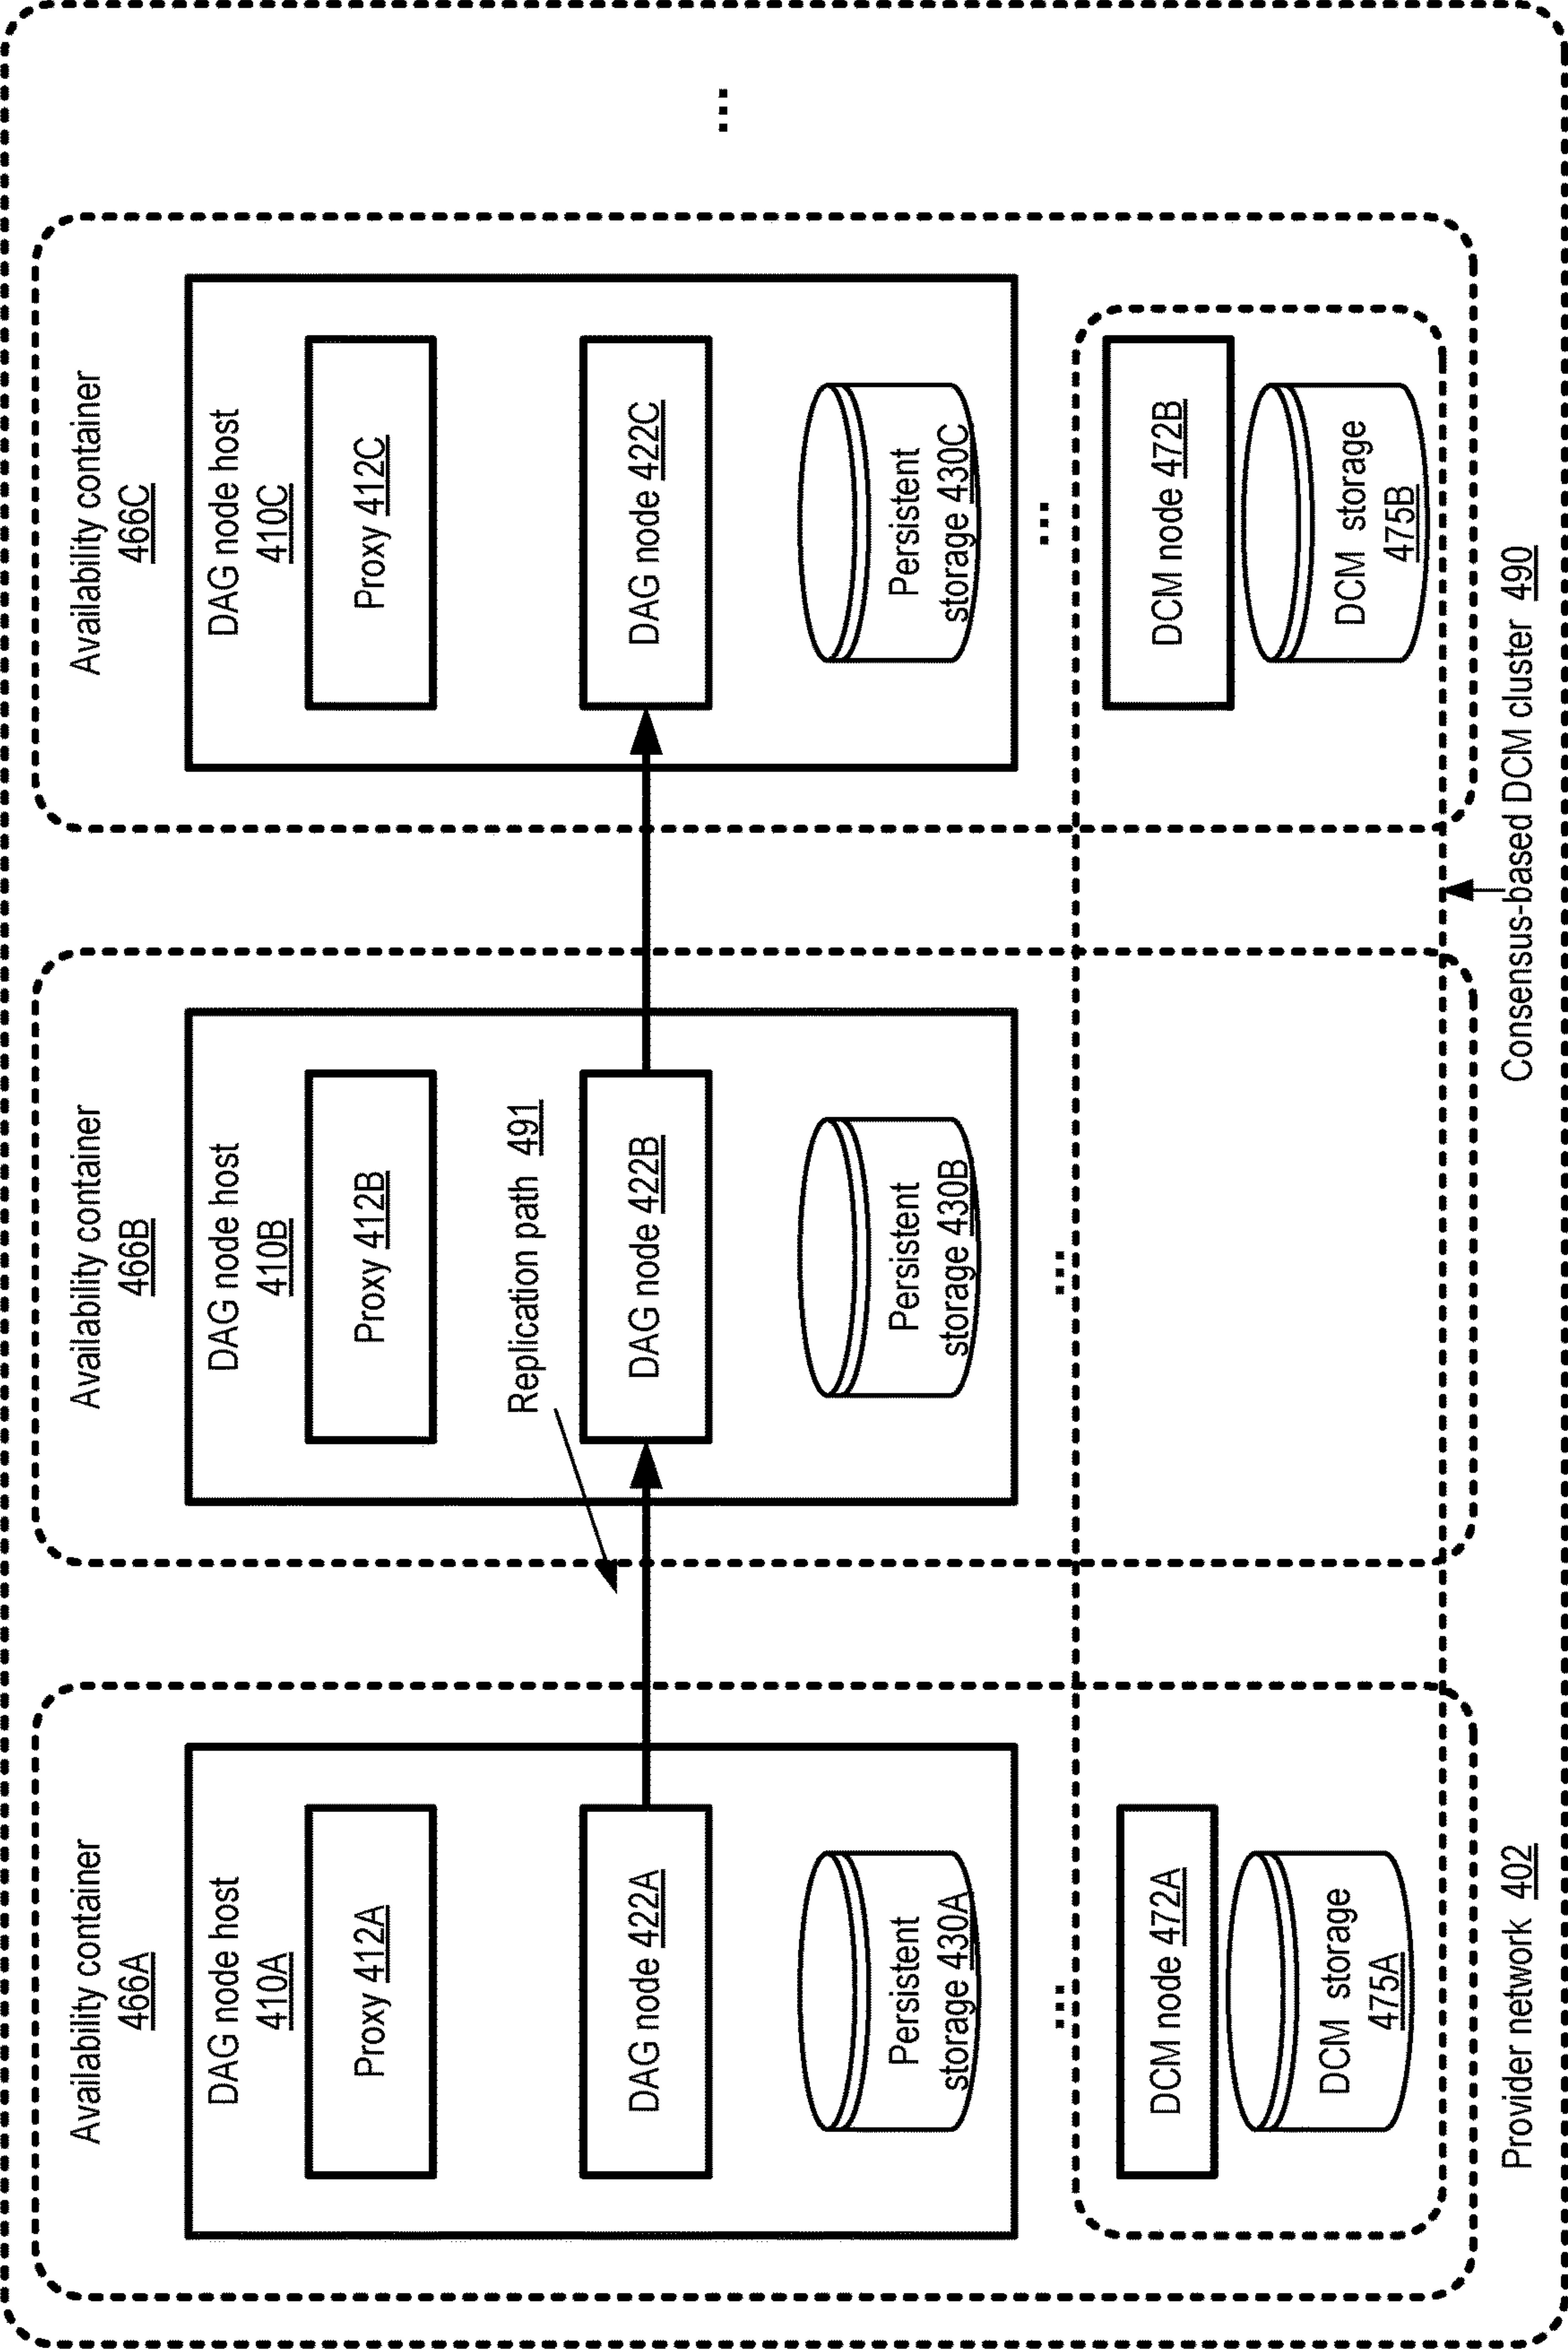 Availability container
466A
DAG node host
410A
Proxy 412A
DAG node 422A
Persistent
storage 430A
...
DCM node 472A
DCM storage
475A
Availability container
466B
DAG node host
410B
Proxy 412B
Replication path 491
DAG node 422B
Persistent
storage 430B
...
Availability container
466C
DAG node host
410C
Proxy 412C
DAG node 422C
Persistent
storage 430C
...
DCM node 472B
DCM storage
475B
...
Provider network 402
Consensus-based DCM cluster 490